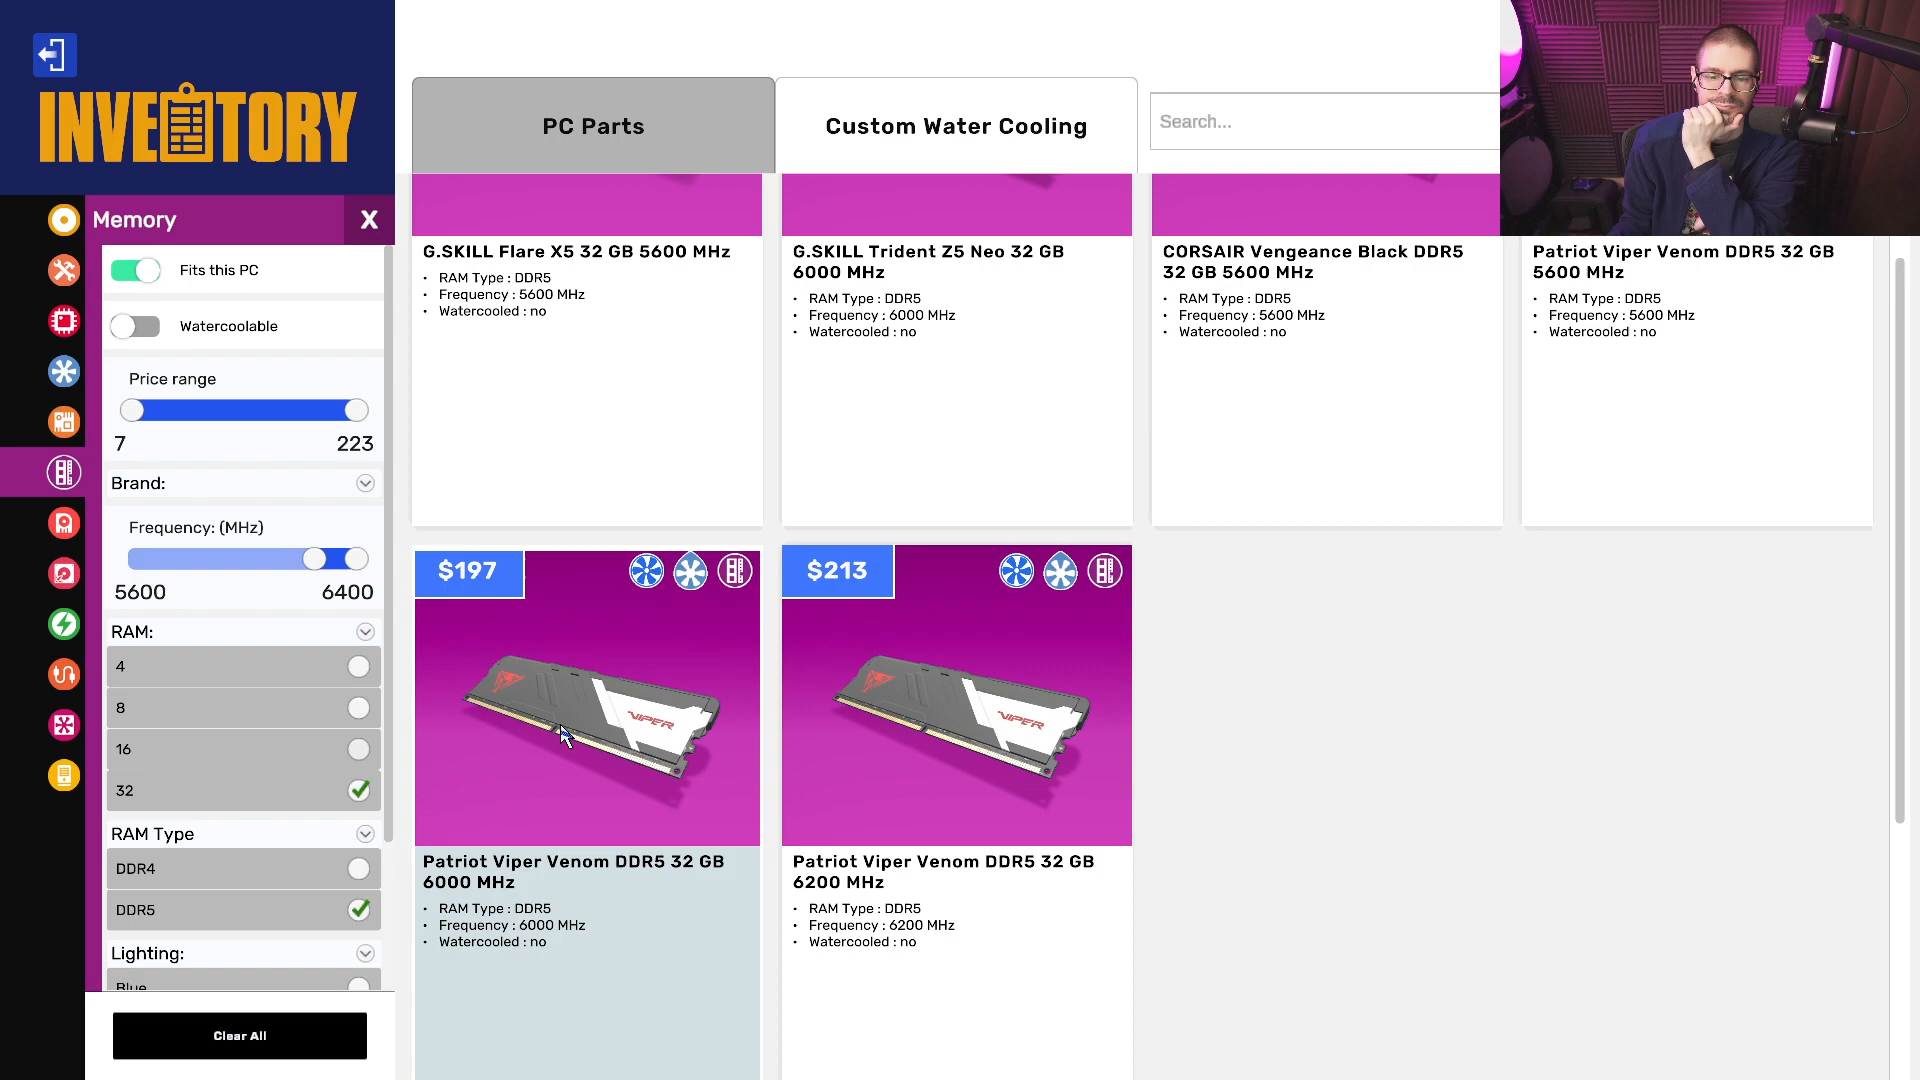 INVENTORY
PC Parts
Custom Water Cooling
Search...
Memory
X
Fits this PC
Watercoolable
Price range
7
223
Brand:
Frequency: (MHz)
5600
6400
RAM:
4
8
16
32
RAM Type
DDR4
DDR5
Lighting:
Blue
Clear All
G.SKILL Flare X5 32 GB 5600 MHz
• RAM Type : DDR5
• Frequency : 5600 MHz
• Watercooled : no
G.SKILL Trident Z5 Neo 32 GB
6000 MHz
• RAM Type : DDR5
• Frequency : 6000 MHz
• Watercooled : no
CORSAIR Vengeance Black DDR5
32 GB 5600 MHz
• RAM Type : DDR5
• Frequency : 5600 MHz
• Watercooled : no
Patriot Viper Venom DDR5 32 GB
5600 MHz
• RAM Type : DDR5
• Frequency : 5600 MHz
• Watercooled : no
$197
VIPER
Patriot Viper Venom DDR5 32 GB
6000 MHz
• RAM Type : DDR5
• Frequency : 6000 MHz
• Watercooled : no
$213
VIPER
Patriot Viper Venom DDR5 32 GB
6200 MHz
• RAM Type : DDR5
• Frequency : 6200 MHz
• Watercooled : no